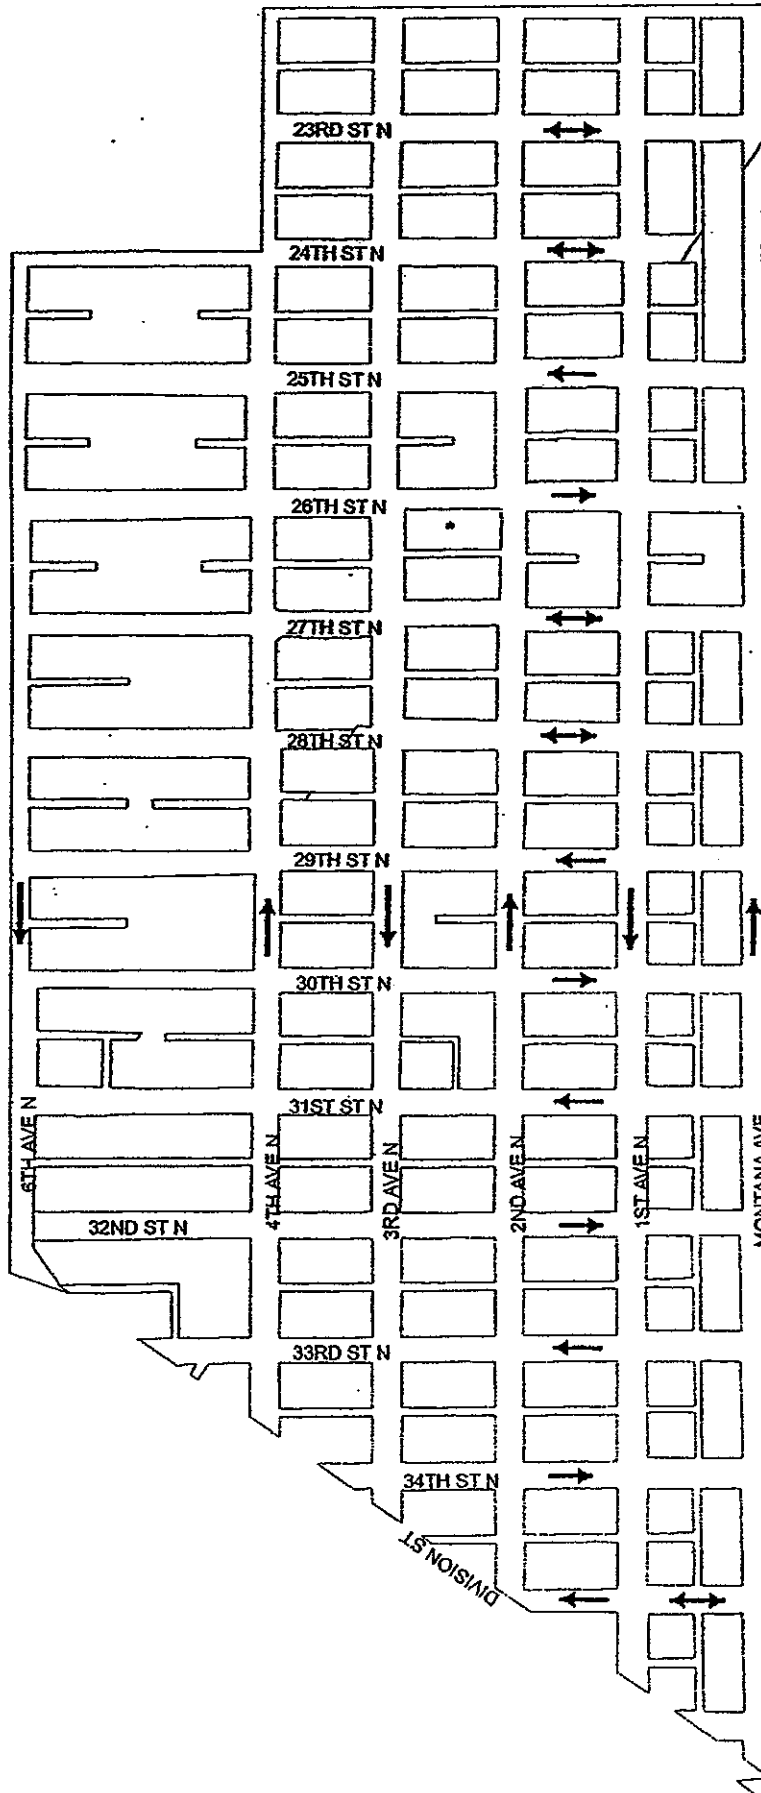 23RD ST N
24TH ST N
25TH ST N
26TH ST N
27TH ST N
28TH ST N
29TH ST N
30TH ST N
31ST ST N
6TH AVE N
4TH AVE N
3RD AVE N
2ND AVE N
1ST AVE N
MONTANA AVE
32ND ST N
33RD ST N
34TH ST N
DIVISION ST